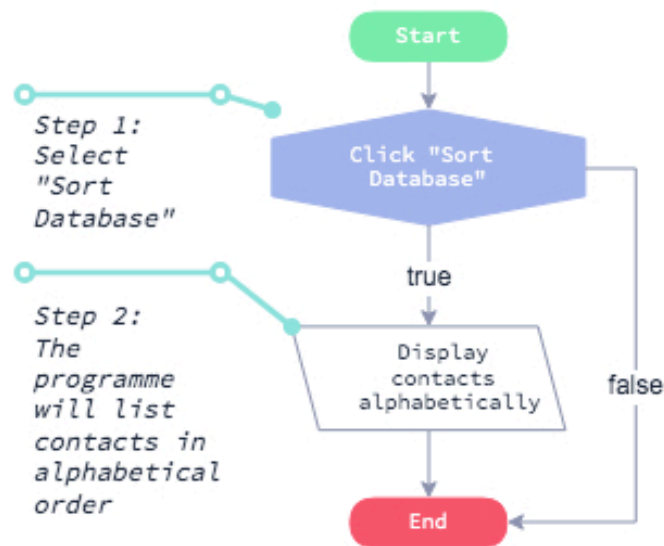 Start
Step 1:
Select
"Sort
Database"
Click "Sort
Database"
true
Step 2:
The
programme
will list
contacts in
alphabetical
order
Display
contacts
alphabetically
false
End